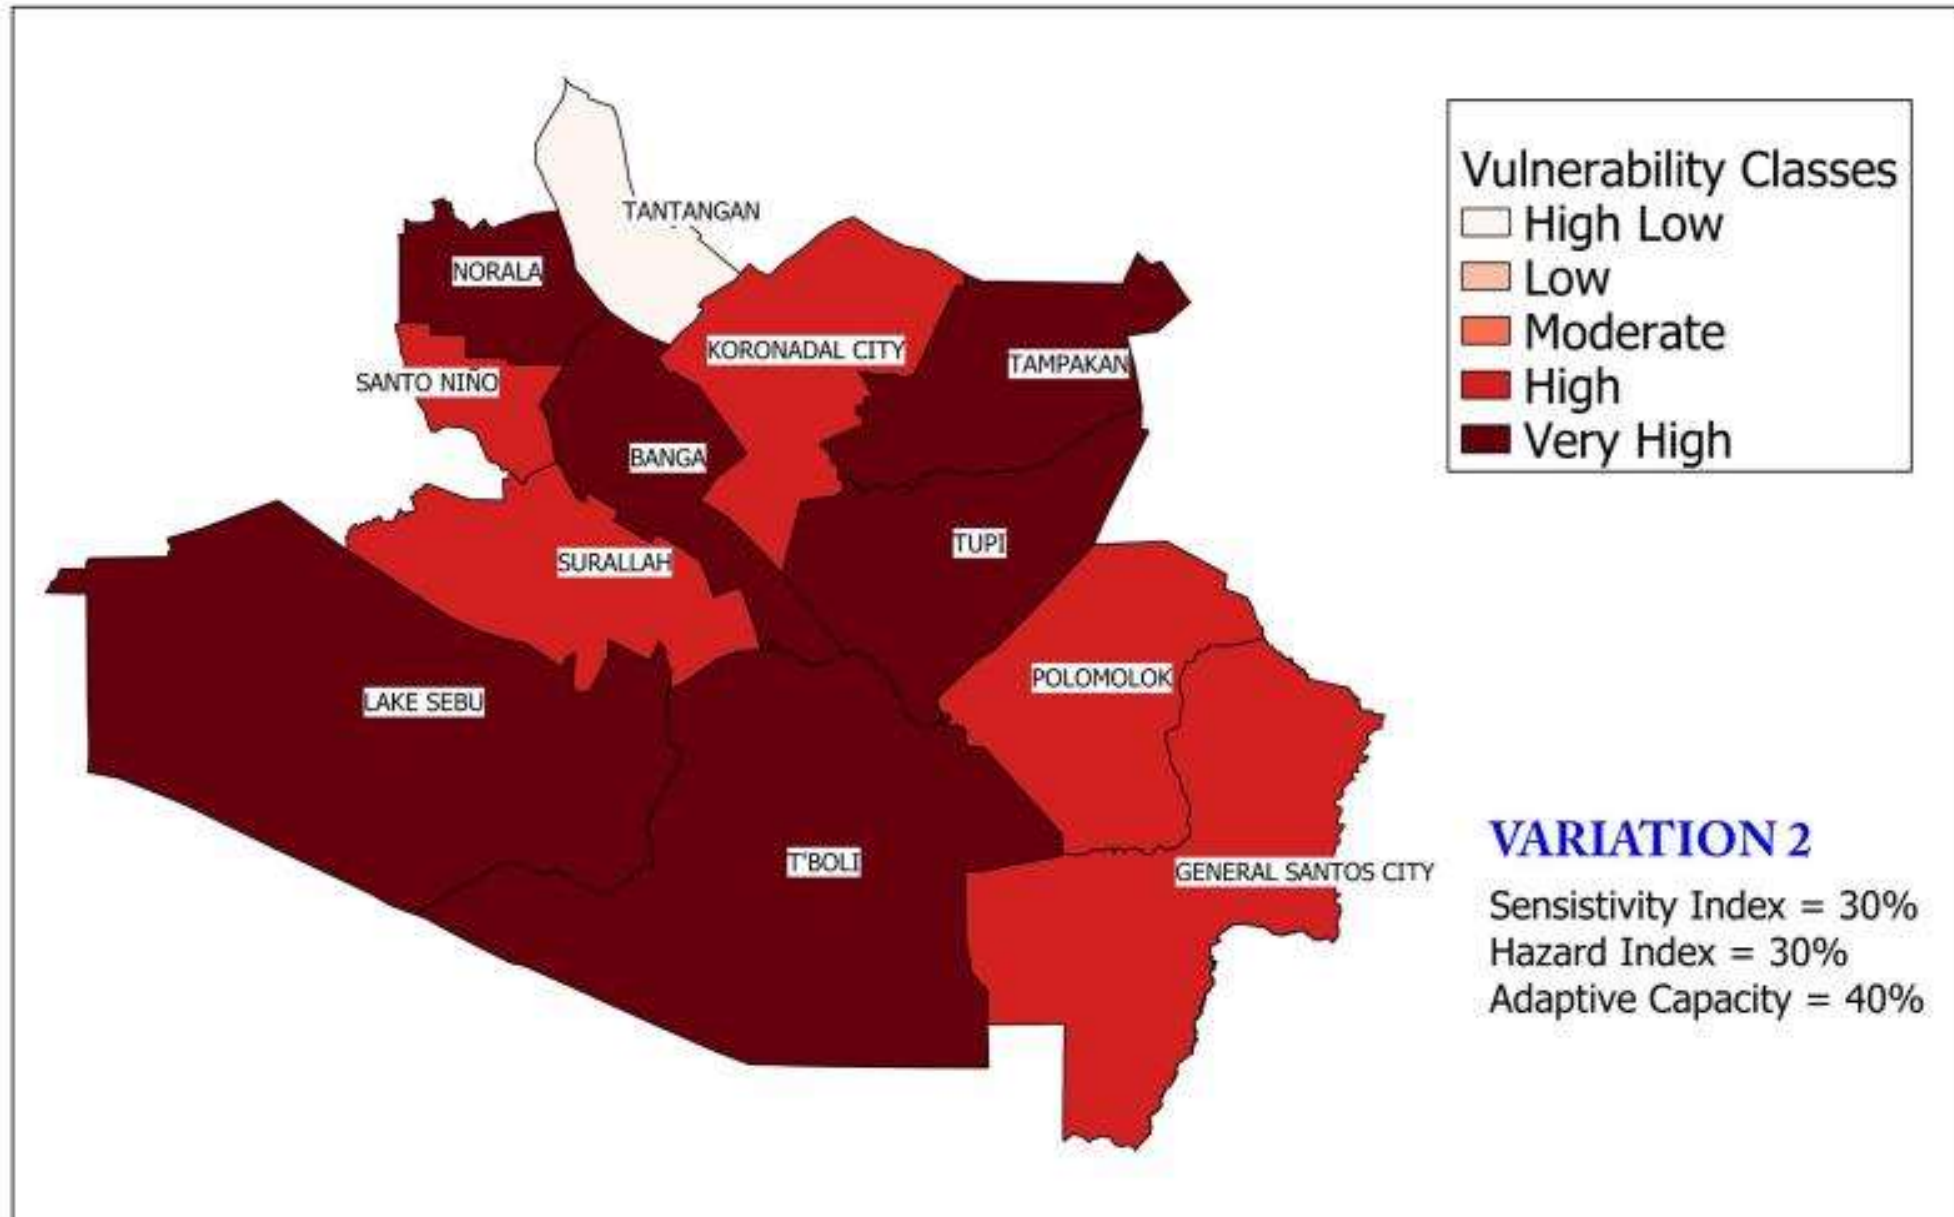 TANTANGAN
NORALA
KORONADAL CITY
TAMPAKAN
SANTO NINO
BANGA
TUPI
SURALLAH
POLOMOLOK
LAKE SEBU
T'BOLI
GENERAL SANTOS CITY
Vulnerability Classes
High Low
Low
Moderate
High
Very High
VARIATION 2
Sensistivity Index = 30%
Hazard Index = 30%
Adaptive Capacity = 40%